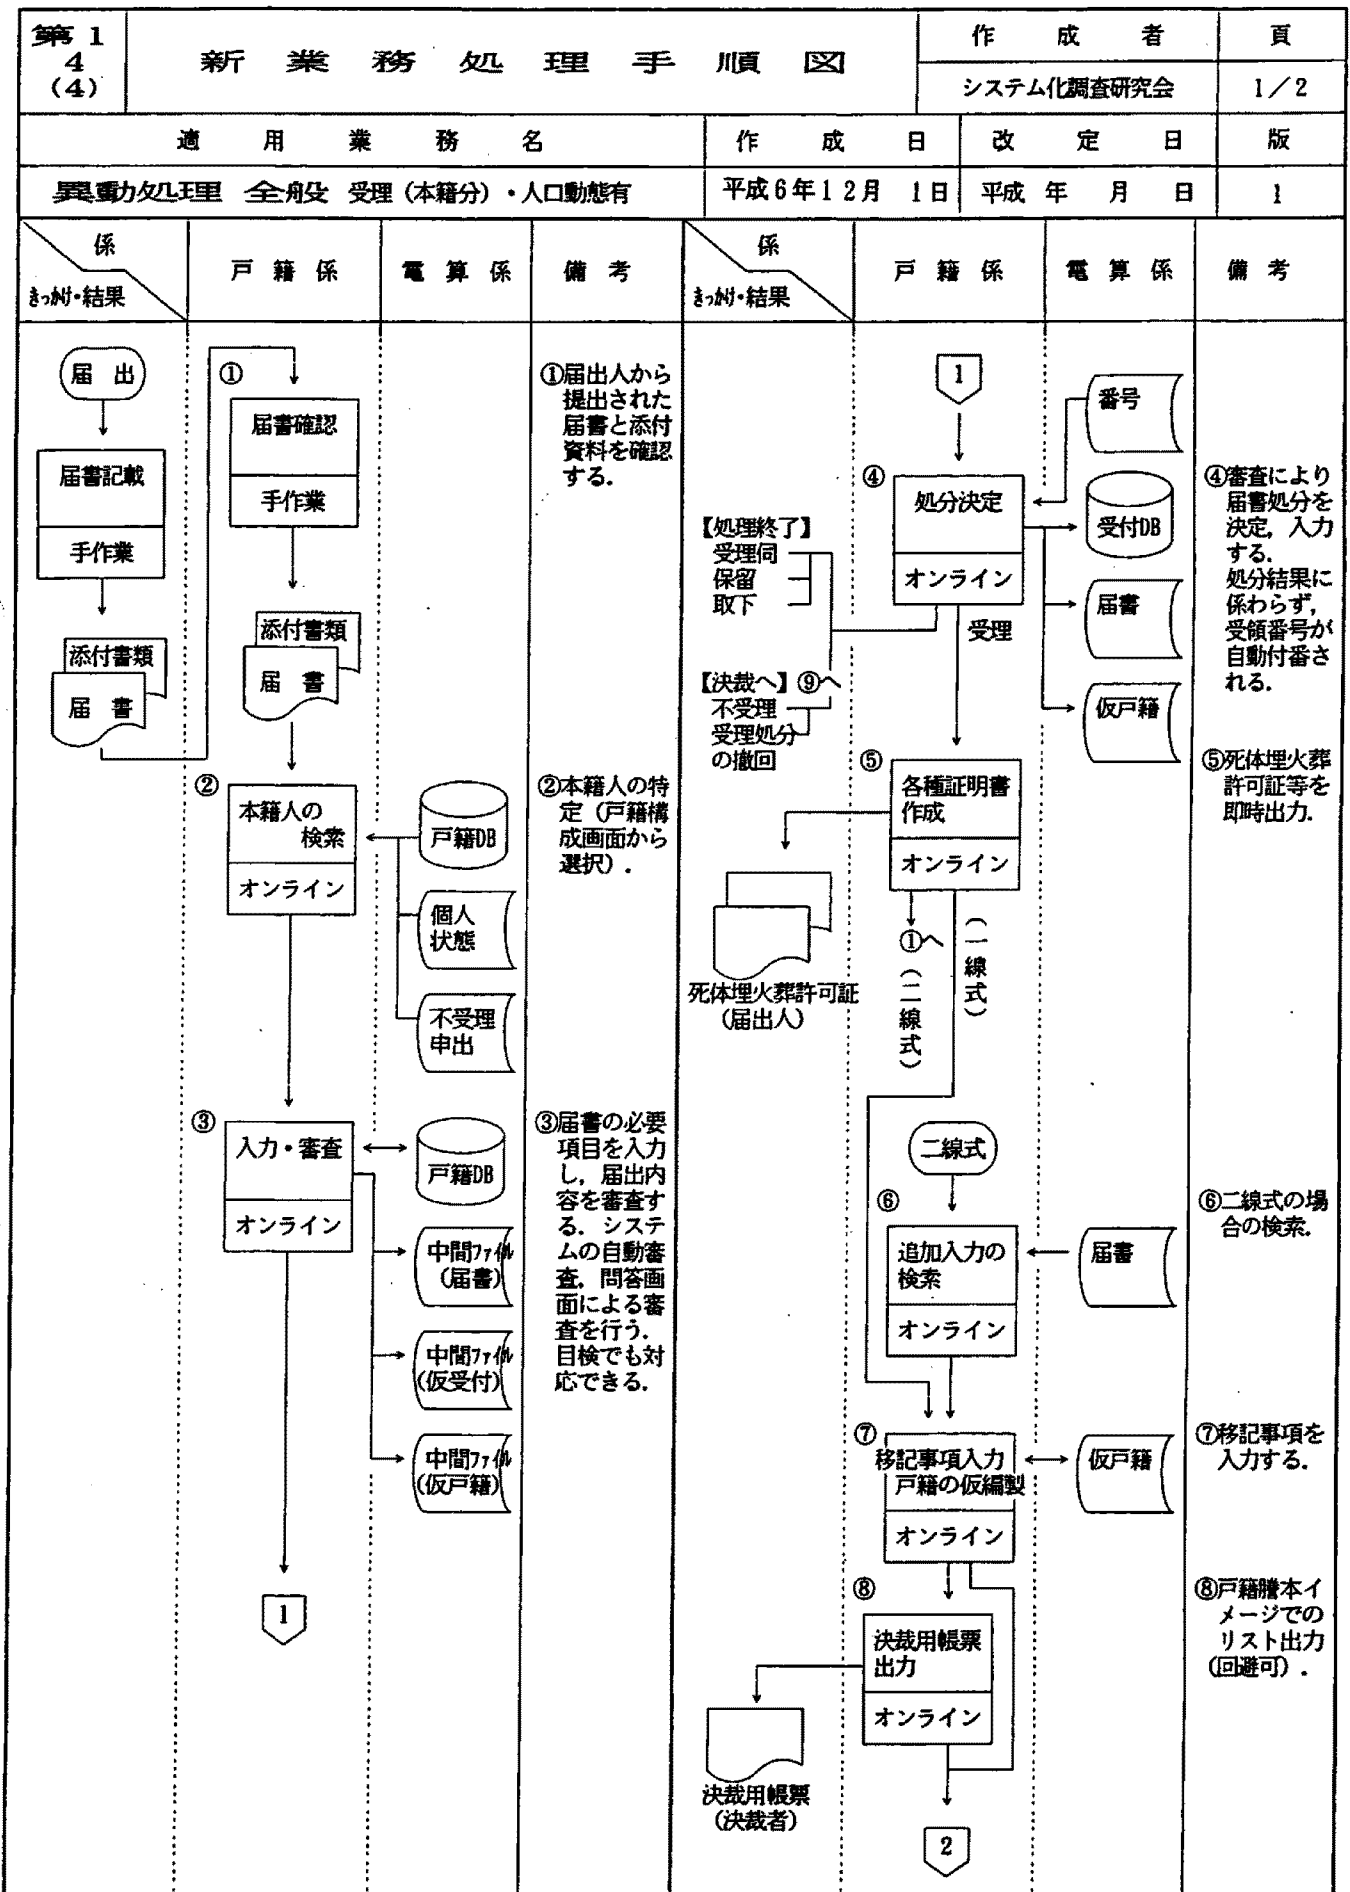 第1
4
(4)
新業務処理手順図
作成者
頁
システム化調査研究会
1／2
適用業務名
作成日
改定日
版
異動処理 全般 受理（本籍分）・人口動態有
平成6年12月 1日
平成 年 月 日
1
係
きっかけ・結果
戸籍係
電算係
備考
届出
届書記載
手作業
添付書類
届書
①
届書確認
手作業
添付書類
届書
①届出人から
提出された
届書と添付
資料を確認
する．
②
本籍人の
検索
オンライン
戸籍DB
個人
状態
不受理
申出
②本籍人の特
定（戸籍構
成画面から
選択）．
③
入力・審査
オンライン
戸籍DB
中間ファイル
（届書）
中間ファイル
（仮受付）
中間ファイル
（仮戸籍）
③届書の必要
項目を入力
し，届出内
容を審査す
る．システ
ムの自動審
査，問答画
面による審
査を行う．
目検でも対
応できる．
1
係
きっかけ・結果
戸籍係
電算係
備考
1
番号
④
処分決定
オンライン
受付DB
届書
仮戸籍
【処理終了】
受理伺
保留
取下
受理
【決裁へ】⑨へ
不受理
受理処分
の撤回
④審査により
届書処分を
決定，入力
する．
処分結果に
係わらず，
受領番号が
自動付番さ
れる．
⑤
各種証明書
作成
オンライン
⑤死体埋火葬
許可証等を
即時出力．
死体埋火葬許可証
（届出人）
①へ（二線式）
（一線式）
二線式
⑥
追加入力の
検索
オンライン
届書
⑥二線式の場
合の検索．
⑦
移記事項入力
戸籍の仮編製
オンライン
仮戸籍
⑦移記事項を
入力する．
⑧
決裁用帳票
出力
オンライン
⑧戸籍謄本イ
メージでの
リスト出力
（回避可）．
決裁用帳票
（決裁者）
2